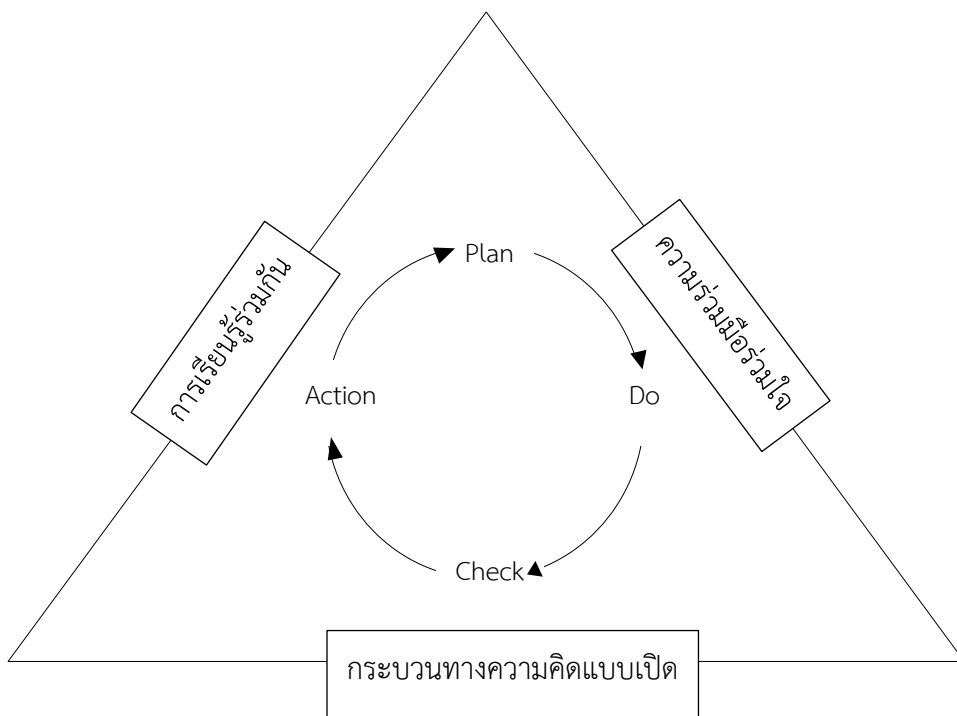 Plan
การเรียนรู้ร่วมกัน
ความร่วมมือร่วมใจ
Action
Do
Check
กระบวนทางความคิดแบบเปิด